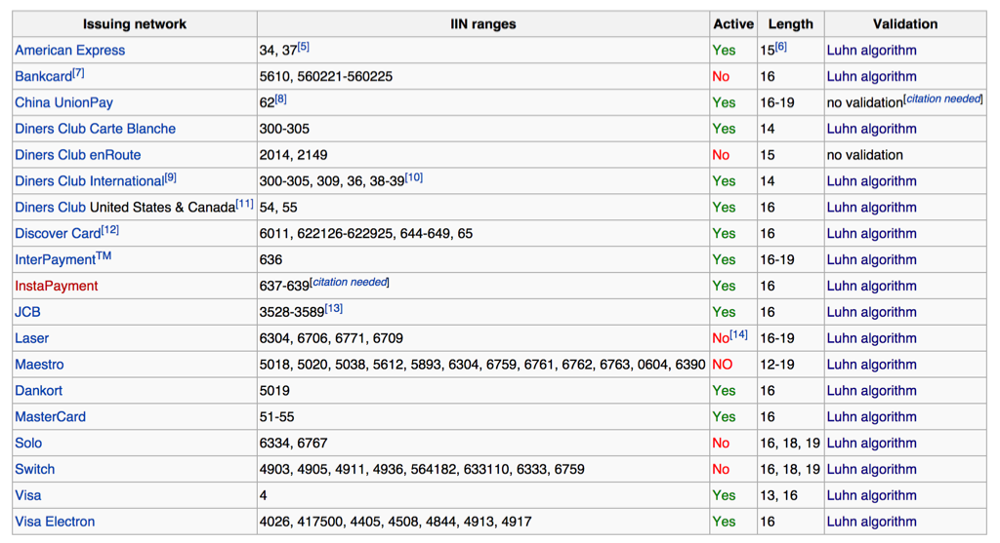 Issuing network IIN ranges Active Length Validation
American Express 34, 37[5] Yes 15[6] Luhn algorithm
Bankcard[7] 5610, 560221-560225 No 16 Luhn algorithm
China UnionPay 62[8] Yes 16-19 no validation[citation needed]
Diners Club Carte Blanche 300-305 Yes 14 Luhn algorithm
Diners Club enRoute 2014, 2149 No 15 no validation
Diners Club International[9] 300-305, 309, 36, 38-39[10] Yes 14 Luhn algorithm
Diners Club United States & Canada[11] 54, 55 Yes 16 Luhn algorithm
Discover Card[12] 6011, 622126-622925, 644-649, 65 Yes 16 Luhn algorithm
InterPayment™ 636 Yes 16-19 Luhn algorithm
InstaPayment 637-639[citation needed] Yes 16 Luhn algorithm
JCB 3528-3589[13] Yes 16 Luhn algorithm
Laser 6304, 6706, 6771, 6709 No[14] 16-19 Luhn algorithm
Maestro 5018, 5020, 5038, 5612, 5893, 6304, 6759, 6761, 6762, 6763, 0604, 6390 NO 12-19 Luhn algorithm
Dankort 5019 Yes 16 Luhn algorithm
MasterCard 51-55 Yes 16 Luhn algorithm
Solo 6334, 6767 No 16, 18, 19 Luhn algorithm
Switch 4903, 4905, 4911, 4936, 564182, 633110, 6333, 6759 No 16, 18, 19 Luhn algorithm
Visa 4 Yes 13, 16 Luhn algorithm
Visa Electron 4026, 417500, 4405, 4508, 4844, 4913, 4917 Yes 16 Luhn algorithm